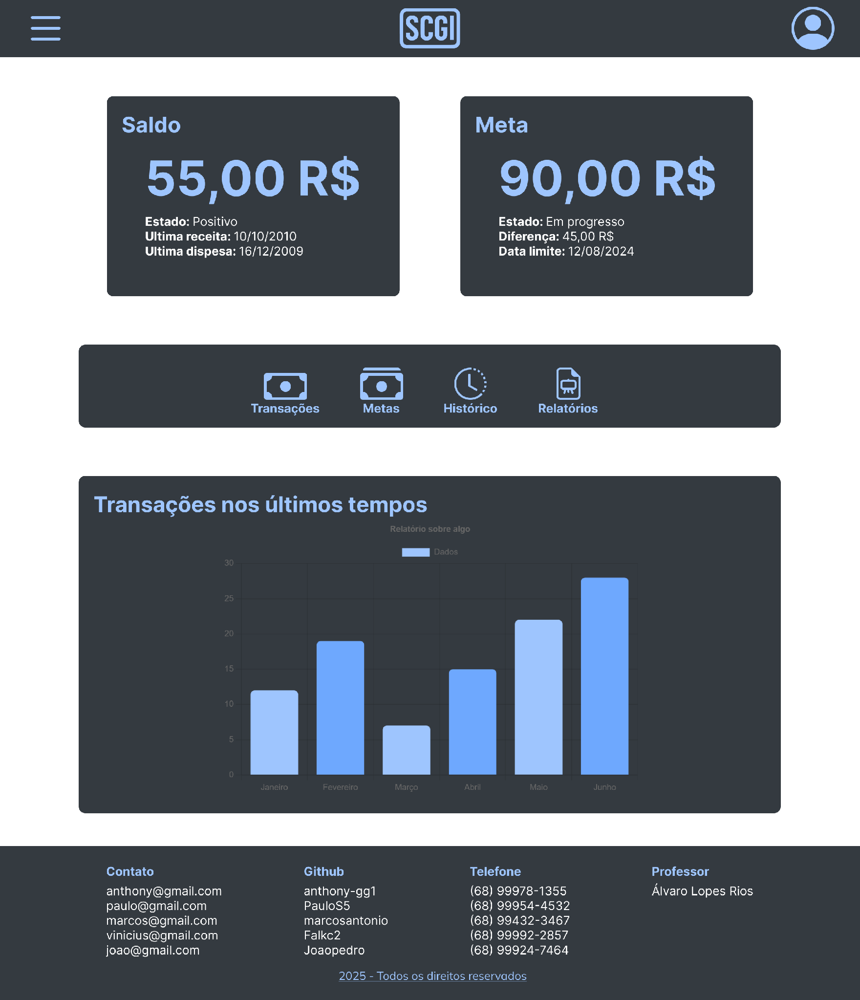 SCGI
Saldo
55,00 R$
Estado: Positivo
Ultima receita: 10/10/2010
Ultima dispesa: 16/12/2009
Meta
90,00 R$
Estado: Em progresso
Diferença: 45,00 R$
Data limite: 12/08/2024
Transações
Metas
Histórico
Relatórios
Transações nos últimos tempos
Relatório sobre algo
Dados
30
25
20
15
10
5
0
Janeiro
Fevereiro
Março
Abril
Maio
Junho
Contato
anthony@gmail.com
paulo@gmail.com
marcos@gmail.com
vinicius@gmail.com
joao@gmail.com
Github
anthony-gg1
PauloS5
marcosantonio
Falkc2
Joaopedro
Telefone
(68) 99978-1355
(68) 99954-4532
(68) 99432-3467
(68) 99992-2857
(68) 99924-7464
Professor
Álvaro Lopes Rios
2025 - Todos os direitos reservados